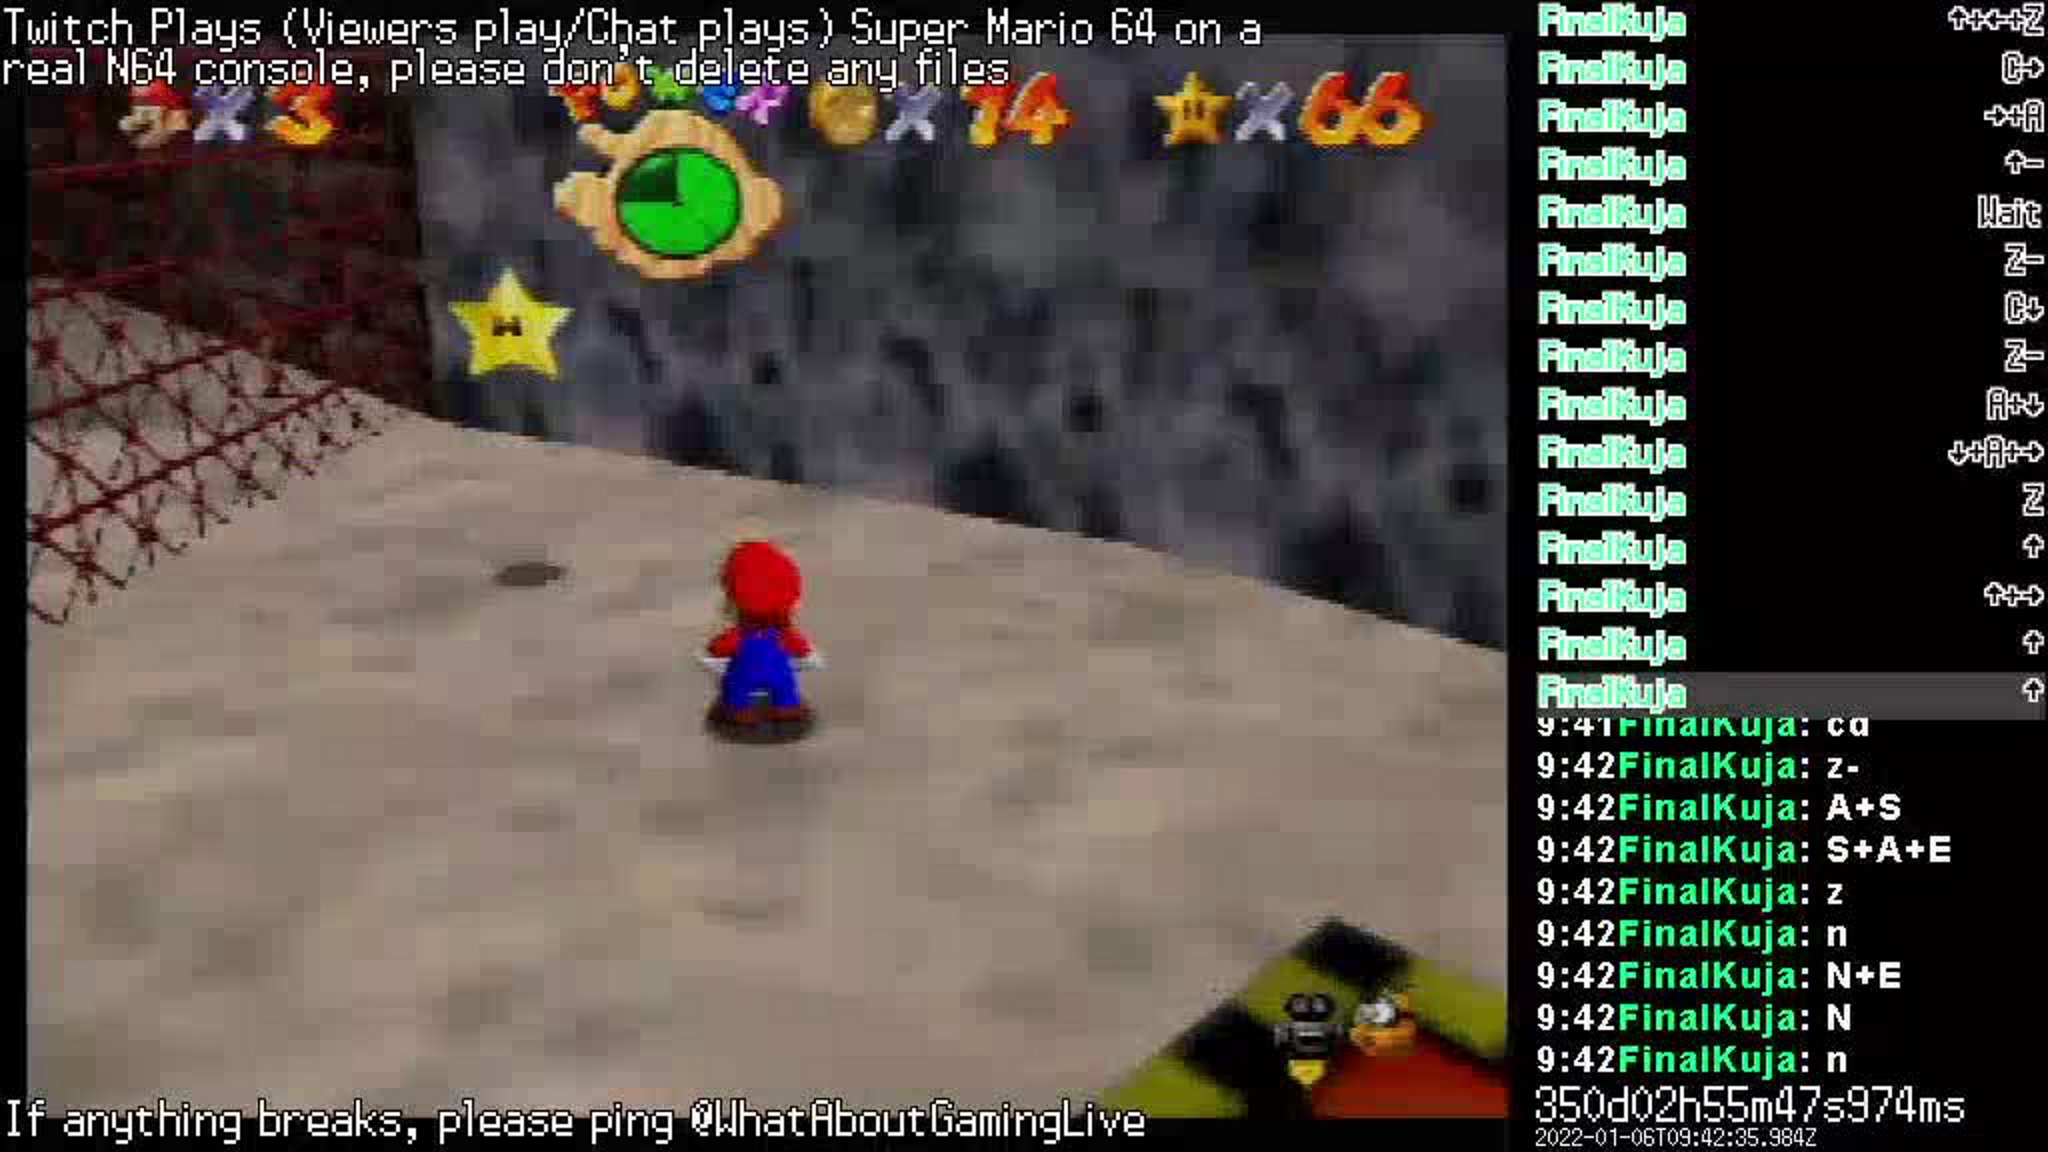 Twitch Plays (Viewers play/Chat plays) Super Mario 64 on a
real N64 console, please don't delete any files
3
14
66
FinalKuja ↑+←+Z
FinalKuja C→
FinalKuja →+A
FinalKuja ↑-
FinalKuja Wait
FinalKuja Z-
FinalKuja C↓
FinalKuja Z-
FinalKuja A+↓
FinalKuja ↓+A+→
FinalKuja Z
FinalKuja ↑
FinalKuja ↑+→
FinalKuja ↑
FinalKuja ↑
9:41FinalKuja: cd
9:42FinalKuja: z-
9:42FinalKuja: A+S
9:42FinalKuja: S+A+E
9:42FinalKuja: z
9:42FinalKuja: n
9:42FinalKuja: N+E
9:42FinalKuja: N
9:42FinalKuja: n
350d02h55m47s974ms
2022-01-06T09:42:35.984Z
If anything breaks, please ping @WhatAboutGamingLive